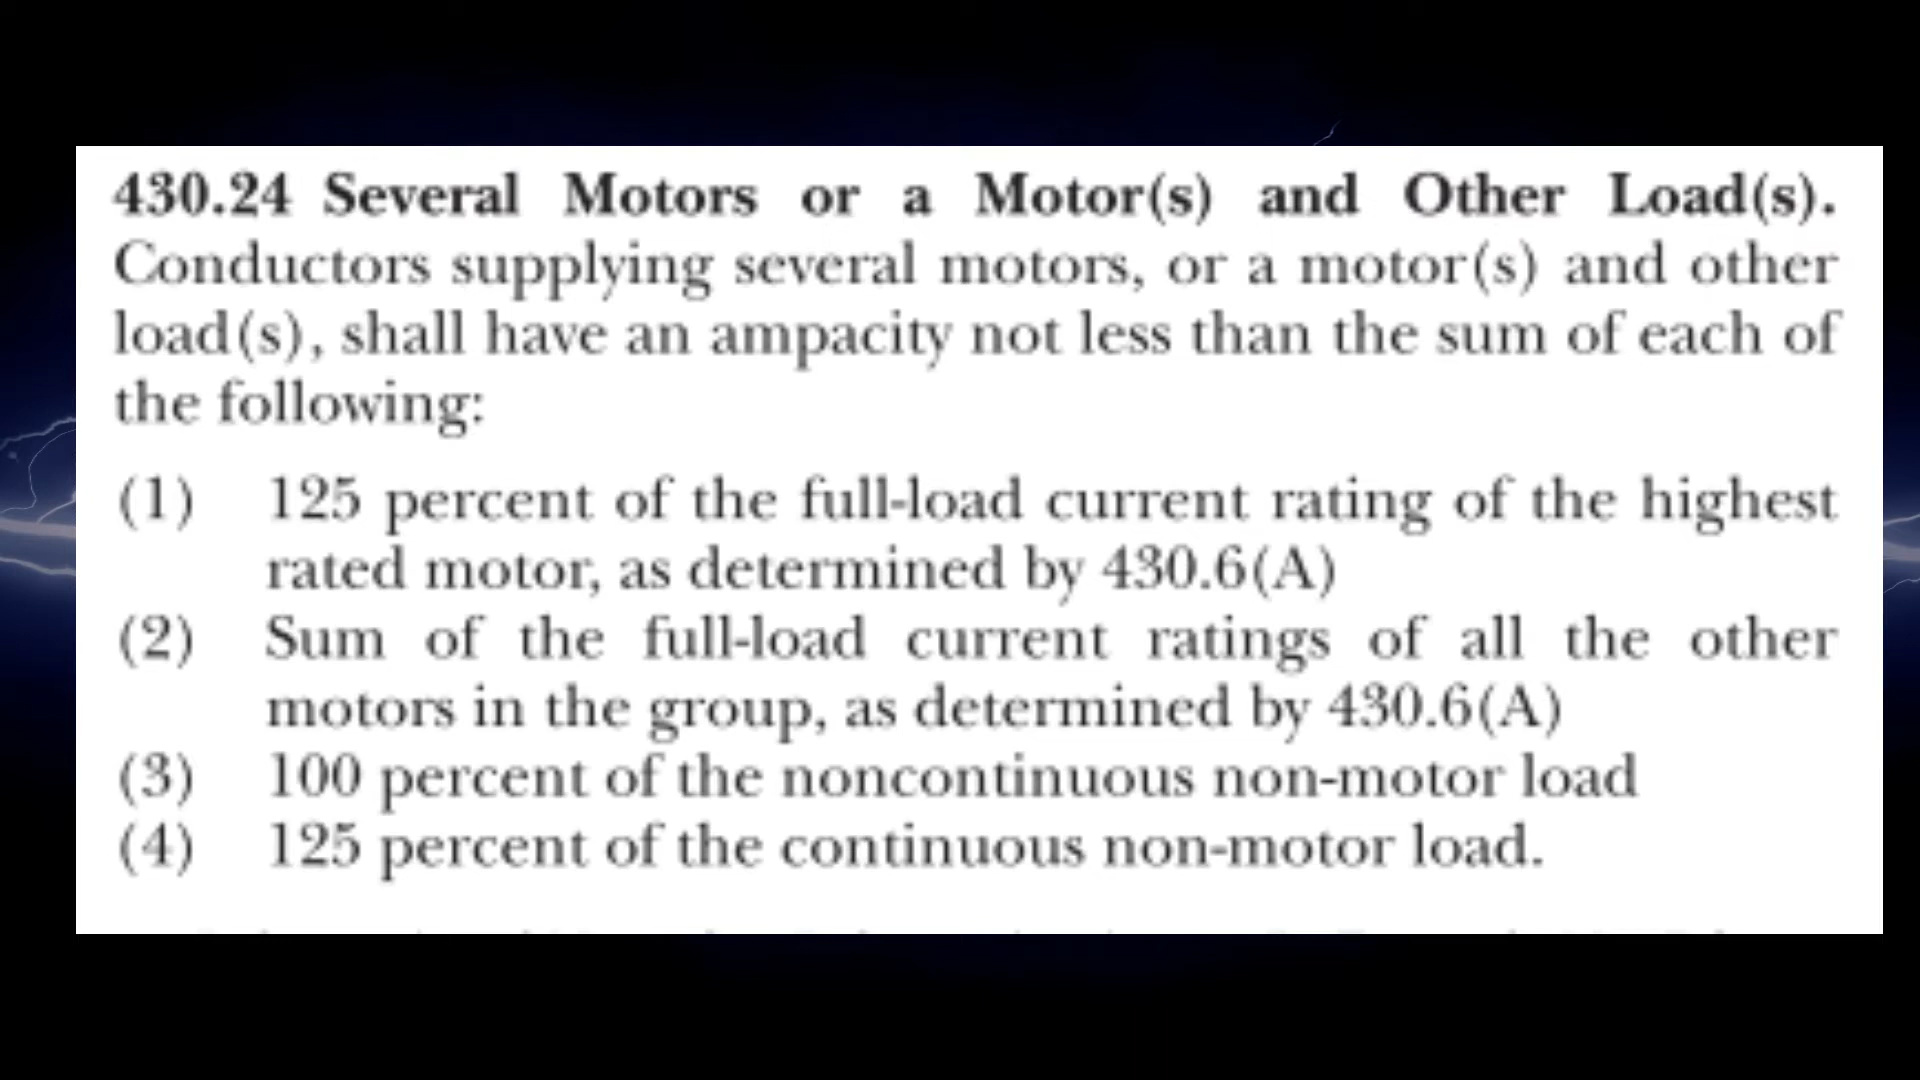 430.24 Several Motors or a Motor(s) and Other Load(s).
Conductors supplying several motors, or a motor(s) and other
load(s), shall have an ampacity not less than the sum of each of
the following:
(1) 125 percent of the full-load current rating of the highest
rated motor, as determined by 430.6(A)
(2) Sum of the full-load current ratings of all the other
motors in the group, as determined by 430.6(A)
(3) 100 percent of the noncontinuous non-motor load
(4) 125 percent of the continuous non-motor load.